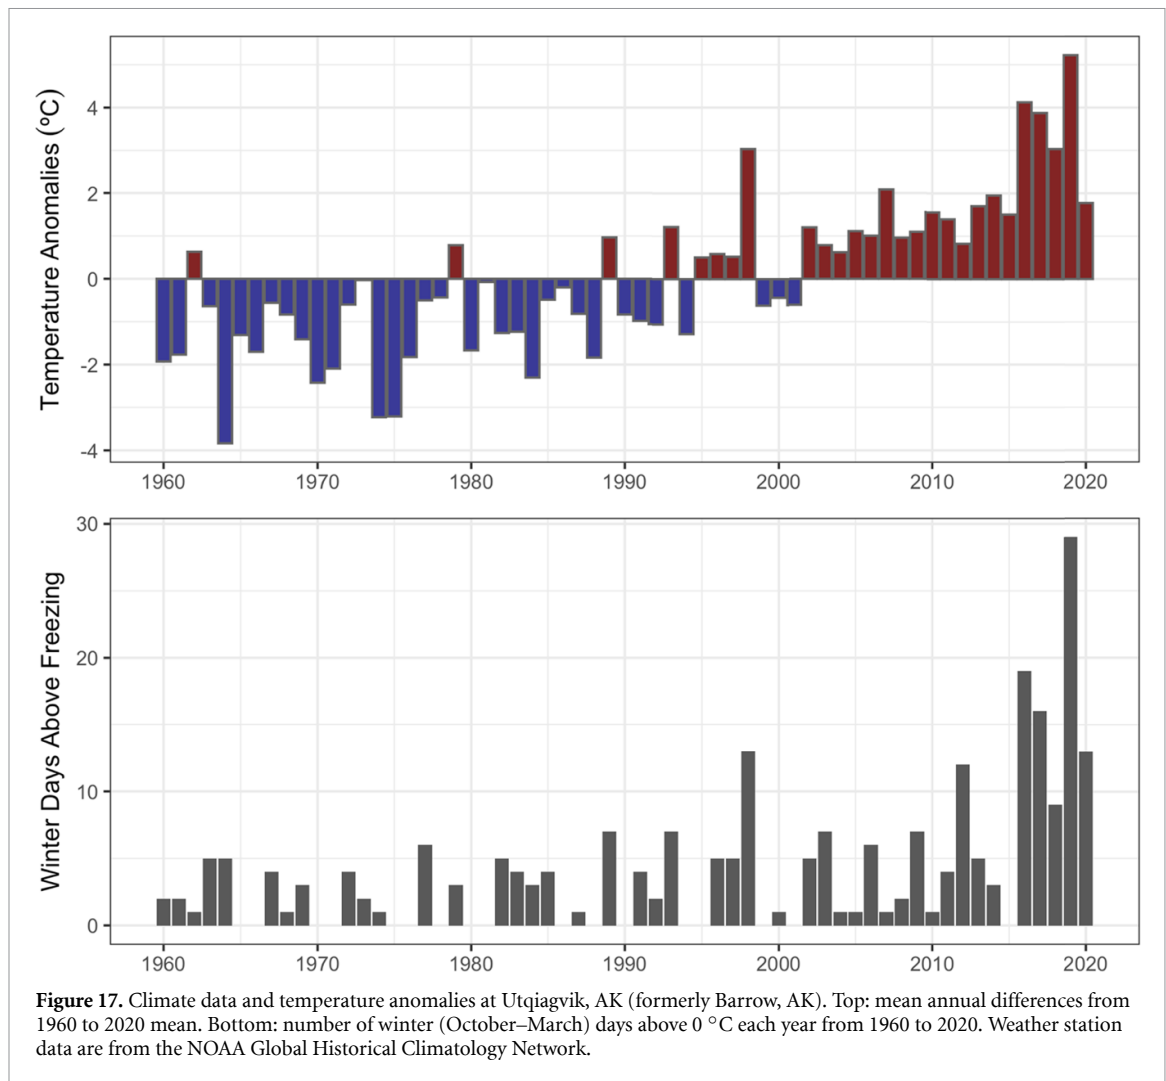 Temperature Anomalies (ºC)
4
2
0
-2
-4
1960 1970 1980 1990 2000 2010 2020
Winter Days Above Freezing
30
20
10
0
1960 1970 1980 1990 2000 2010 2020
Figure 17. Climate data and temperature anomalies at Utqiagvik, AK (formerly Barrow, AK). Top: mean annual differences from
1960 to 2020 mean. Bottom: number of winter (October–March) days above 0 °C each year from 1960 to 2020. Weather station
data are from the NOAA Global Historical Climatology Network.